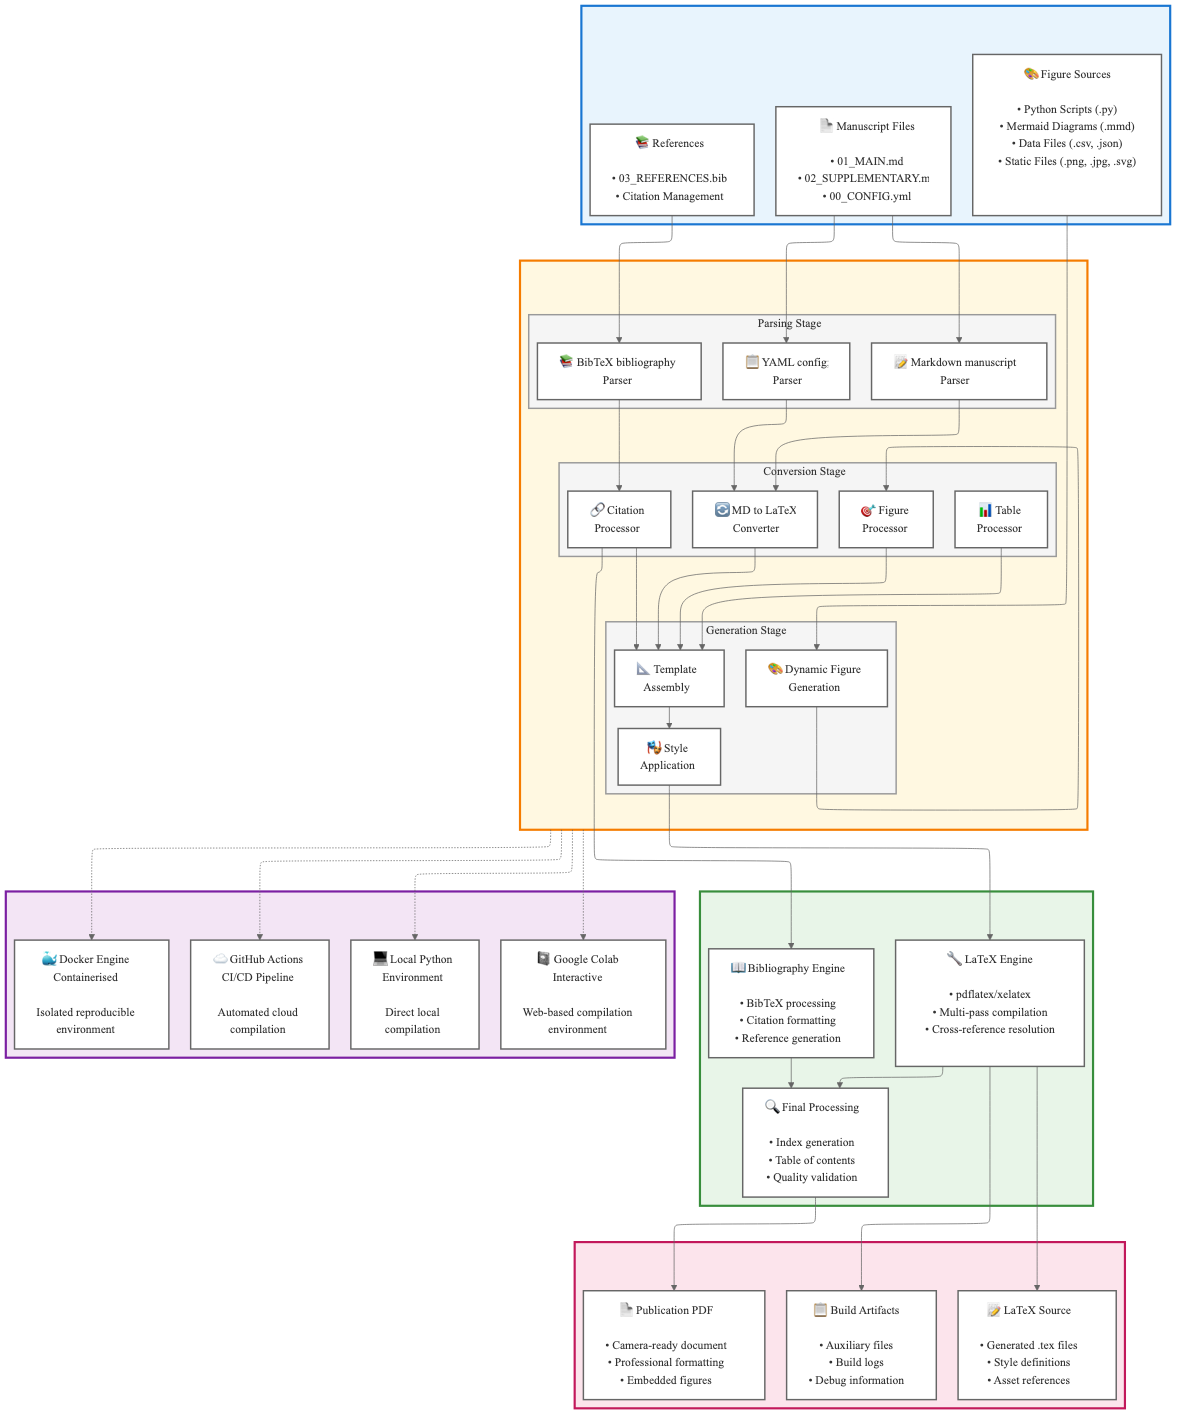 References
• 03_REFERENCES.bib
• Citation Management
Manuscript Files
• 01_MAIN.md
• 02_SUPPLEMENTARY.m
• 00_CONFIG.yml
Figure Sources
• Python Scripts (.py)
• Mermaid Diagrams (.mmd)
• Data Files (.csv, .json)
• Static Files (.png, .jpg, .svg)
Parsing Stage
BibTeX bibliography
Parser
YAML config
Parser
Markdown manuscript
Parser
Conversion Stage
Citation
Processor
MD to LaTeX
Converter
Figure
Processor
Table
Processor
Generation Stage
Template
Assembly
Dynamic Figure
Generation
Style
Application
Docker Engine
Containerised
Isolated reproducible
environment
GitHub Actions
CI/CD Pipeline
Automated cloud
compilation
Local Python
Environment
Direct local
compilation
Google Colab
Interactive
Web-based compilation
environment
Bibliography Engine
• BibTeX processing
• Citation formatting
• Reference generation
LaTeX Engine
• pdflatex/xelatex
• Multi-pass compilation
• Cross-reference resolution
Final Processing
• Index generation
• Table of contents
• Quality validation
Publication PDF
• Camera-ready document
• Professional formatting
• Embedded figures
Build Artifacts
• Auxiliary files
• Build logs
• Debug information
LaTeX Source
• Generated .tex files
• Style definitions
• Asset references